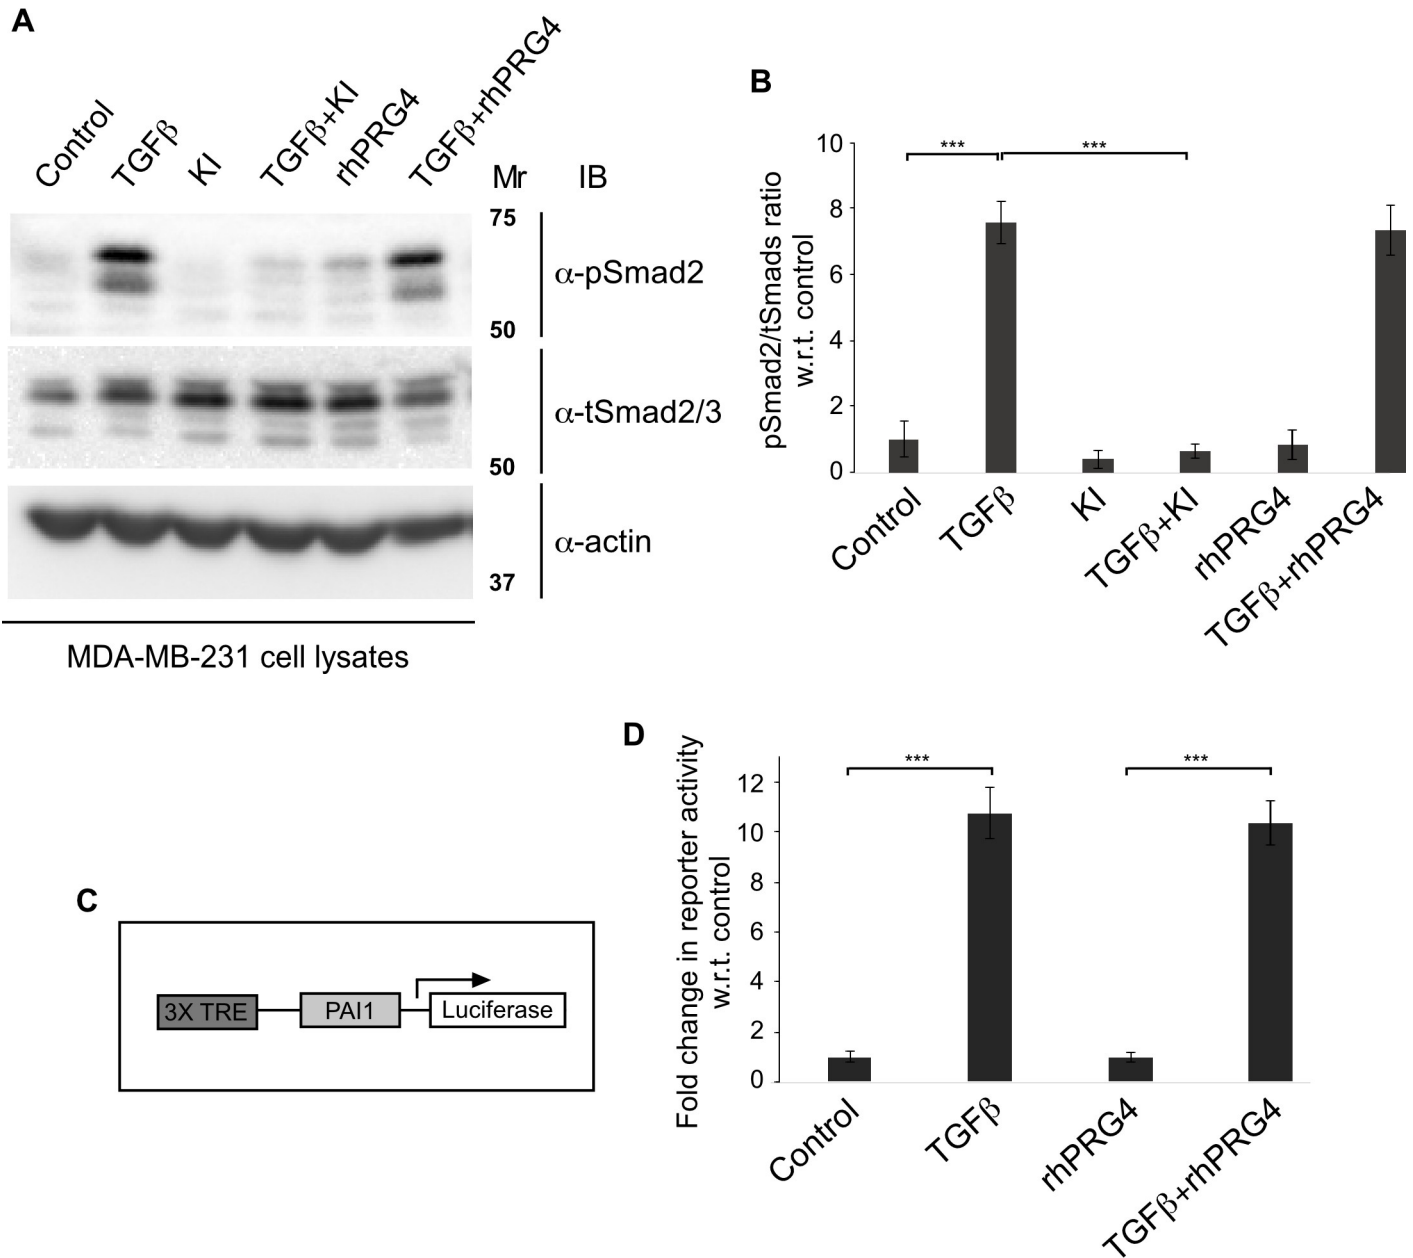 A
Control
TGFβ
KI
TGFβ+KI
rhPRG4
TGFβ+rhPRG4
Mr
IB
75
α-pSmad2
50
α-tSmad2/3
50
α-actin
37
MDA-MB-231 cell lysates
B
pSmad2/tSmads ratio
w.r.t. control
10
8
6
4
2
0
***
***
Control
TGFβ
KI
TGFβ+KI
rhPRG4
TGFβ+rhPRG4
C
3X TRE
PAI1
Luciferase
D
Fold change in reporter activity
w.r.t. control
12
10
8
6
4
2
0
***
***
Control
TGFβ
rhPRG4
TGFβ+rhPRG4